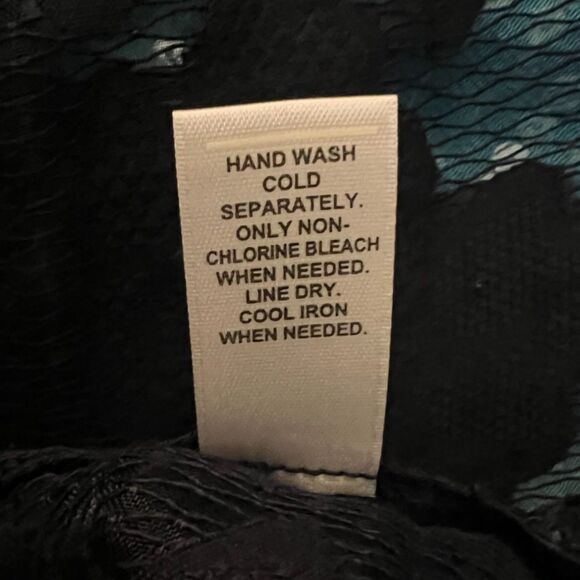 HAND WASH
COLD
SEPARATELY.
ONLY NON-
CHLORINE BLEACH
WHEN NEEDED.
LINE DRY.
COOL IRON
WHEN NEEDED.